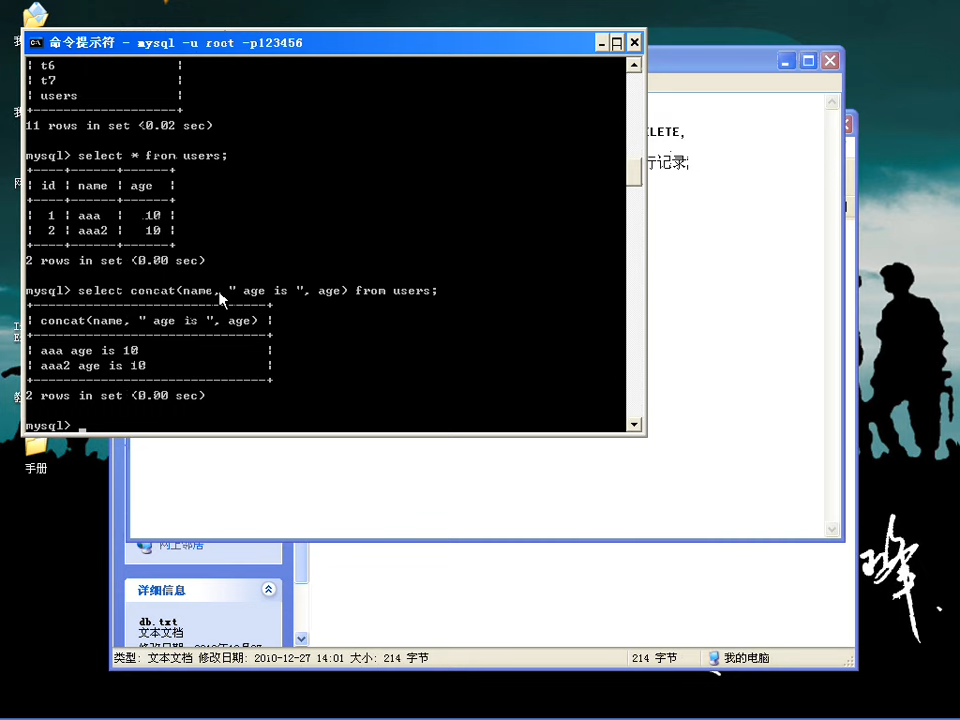 命令提示符 - mysql -u root -p123456
| t6 |
| t7 |
| users |
+-------------------+
11 rows in set (0.02 sec)
mysql> select * from users;
+----+------+------+
| id | name | age |
+----+------+------+
| 1 | aaa | 10 |
| 2 | aaa2 | 10 |
+----+------+------+
2 rows in set (0.00 sec)
mysql> select concat(name, " age is ", age) from users;
+-------------------------------+
| concat(name, " age is ", age) |
+-------------------------------+
| aaa age is 10 |
| aaa2 age is 10 |
+-------------------------------+
2 rows in set (0.00 sec)
mysql> _
LETE,
行记录;
手册
网上邻居
详细信息
db.txt
文本文档
类型: 文本文档 修改日期: 2010-12-27 14:01 大小: 214 字节
214 字节
我的电脑